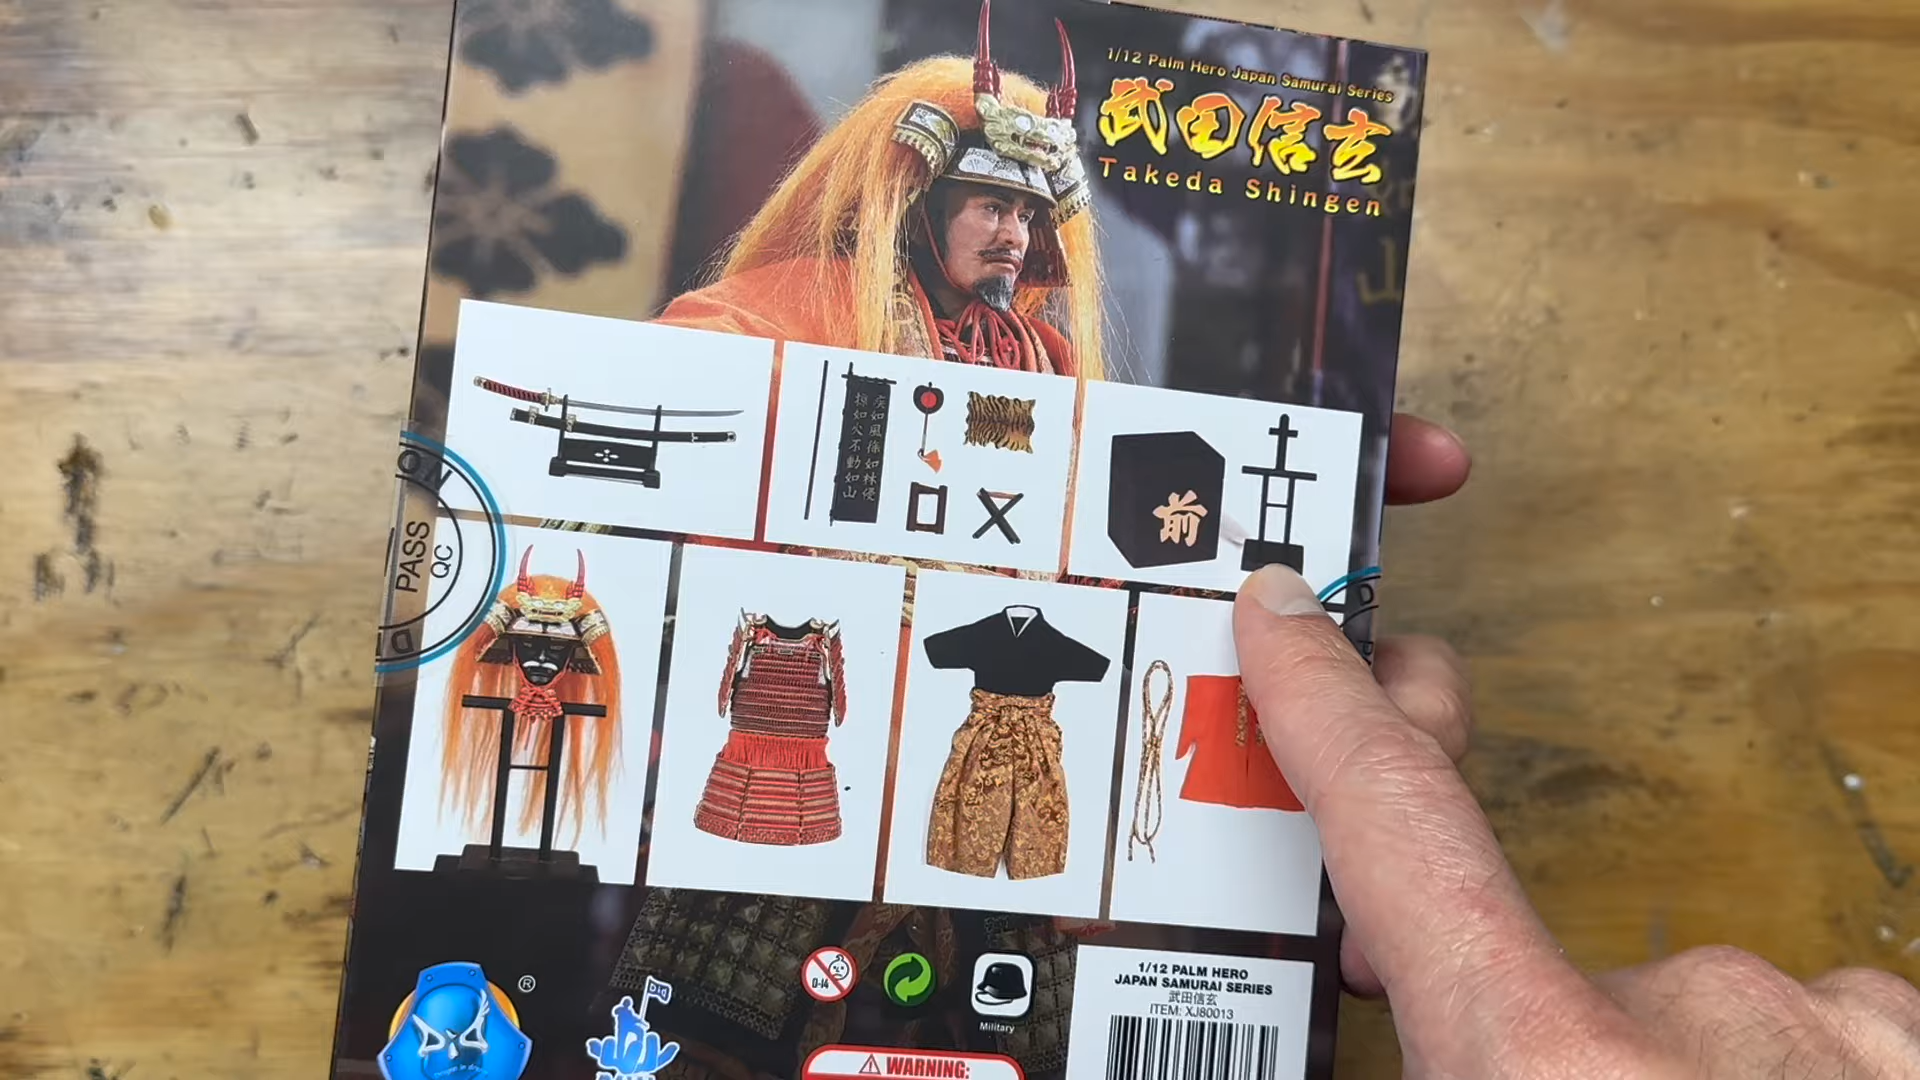 1/12 Palm Hero Japan Samurai Series
武田信玄
Takeda Shingen
疾如風徐如林侵
掠如火不動如山
前
PASS
QC
D
R
DiD
0-14
Military
1/12 PALM HERO
JAPAN SAMURAI SERIES
武田信玄
ITEM: XJ80013
WARNING: